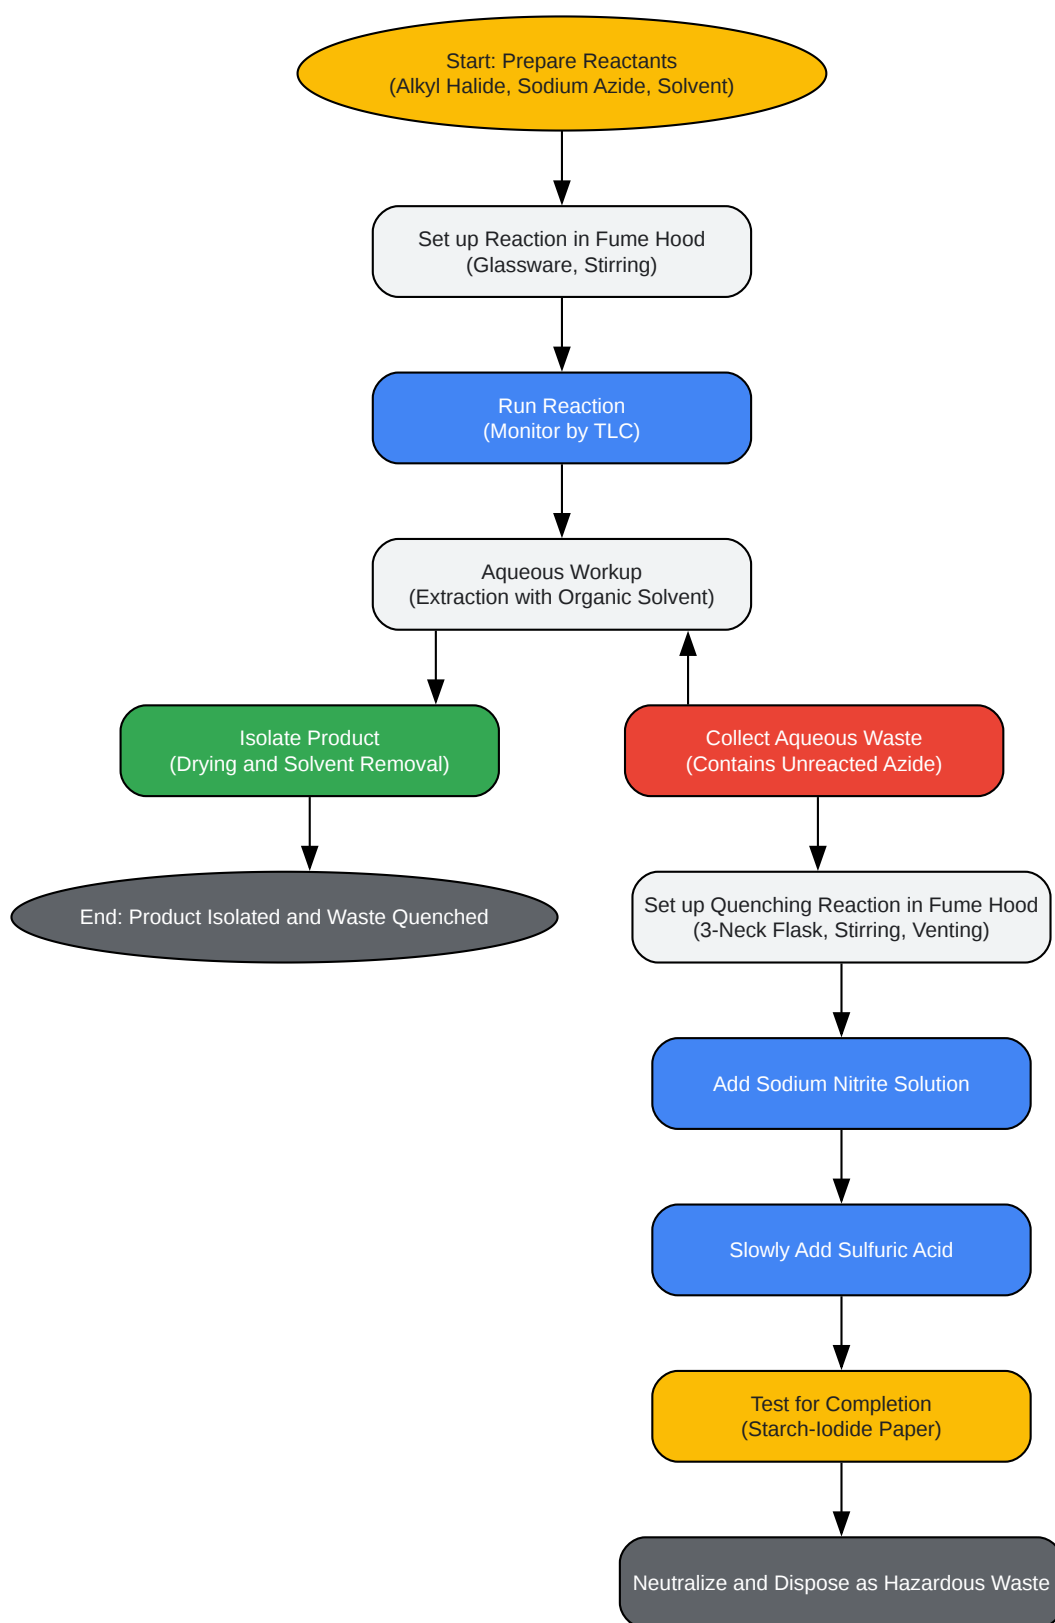 Start: Prepare Reactants
(Alkyl Halide, Sodium Azide, Solvent)
Set up Reaction in Fume Hood
(Glassware, Stirring)
Run Reaction
(Monitor by TLC)
Aqueous Workup
(Extraction with Organic Solvent)
Isolate Product
(Drying and Solvent Removal)
Collect Aqueous Waste
(Contains Unreacted Azide)
End: Product Isolated and Waste Quenched
Set up Quenching Reaction in Fume Hood
(3-Neck Flask, Stirring, Venting)
Add Sodium Nitrite Solution
Slowly Add Sulfuric Acid
Test for Completion
(Starch-Iodide Paper)
Neutralize and Dispose as Hazardous Waste